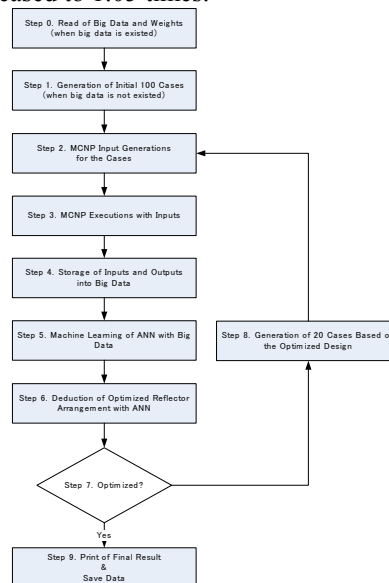 to 1.05 times.
Step 0. Read of Big Data and Weights
(when big data is existed)
Step 1. Generation of Initial 100 Cases
(when big data is not existed)
Step 2. MCNP Input Generations
for the Cases
Step 3. MCNP Executions with Inputs
Step 4. Storage of Inputs and Outputs
into Big Data
Step 5. Machine Learning of ANN with Big
Data
Step 8. Generation of 20 Cases Based
the Optimized Design
Step 6. Deduction of Optimized Reflector
Arrangement with ANN
Step 7. Optimized?
Yes
Step 9. Print of Final Result
&
Save Data